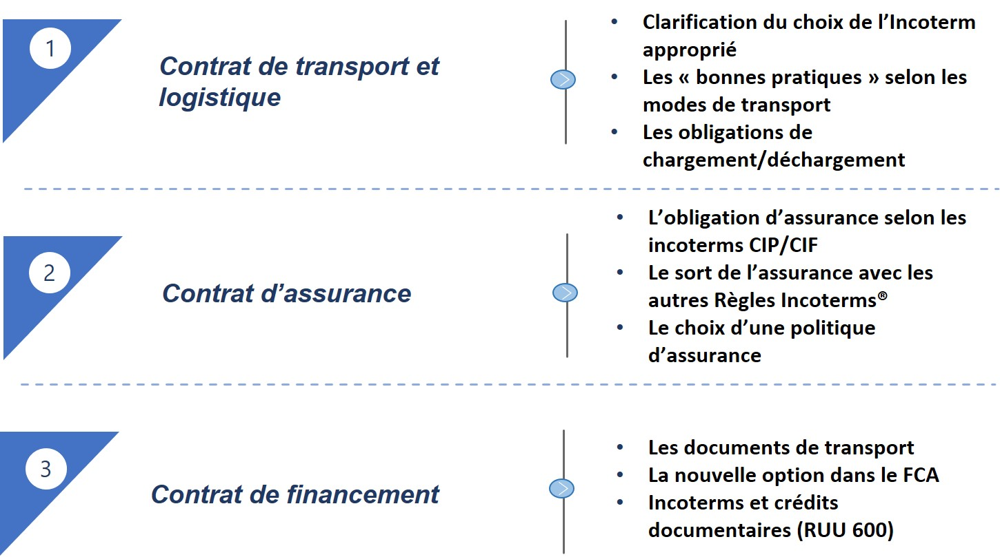 1
Contrat de transport et
logistique
• Clarification du choix de l’Incoterm
approprié
• Les « bonnes pratiques » selon les
modes de transport
• Les obligations de
chargement/déchargement
2
Contrat d’assurance
• L’obligation d’assurance selon les
incoterms CIP/CIF
• Le sort de l’assurance avec les
autres Règles Incoterms®
• Le choix d’une politique
d’assurance
3
Contrat de financement
• Les documents de transport
• La nouvelle option dans le FCA
• Incoterms et crédits
documentaires (RUU 600)